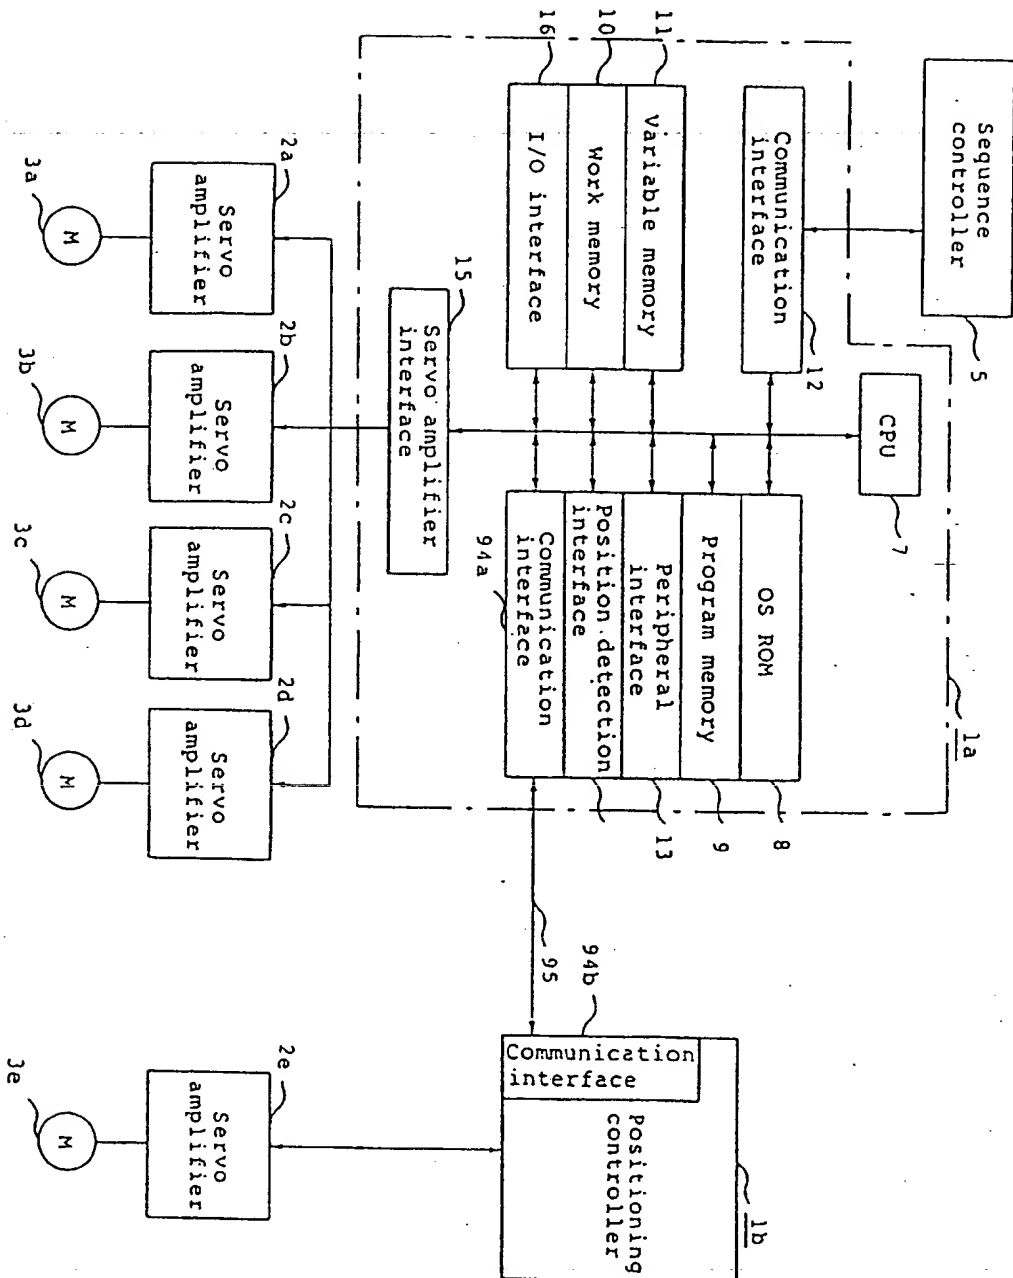 Sequence
controller
5
11
10
16
Variable memory
Work memory
I/O interface
Communication
interface
12
CPU
7
1a
OS ROM
Program memory
Peripheral
interface
Position detection
interface
Communication
interface
94a
8
9
13
15
Servo amplifier
interface
2a
Servo
amplifier
3a
M
2b
Servo
amplifier
3b
M
2c
Servo
amplifier
3c
M
2d
Servo
amplifier
3d
M
95
94b
Communication
interface
Positioning
controller
1b
2e
Servo
amplifier
3e
M